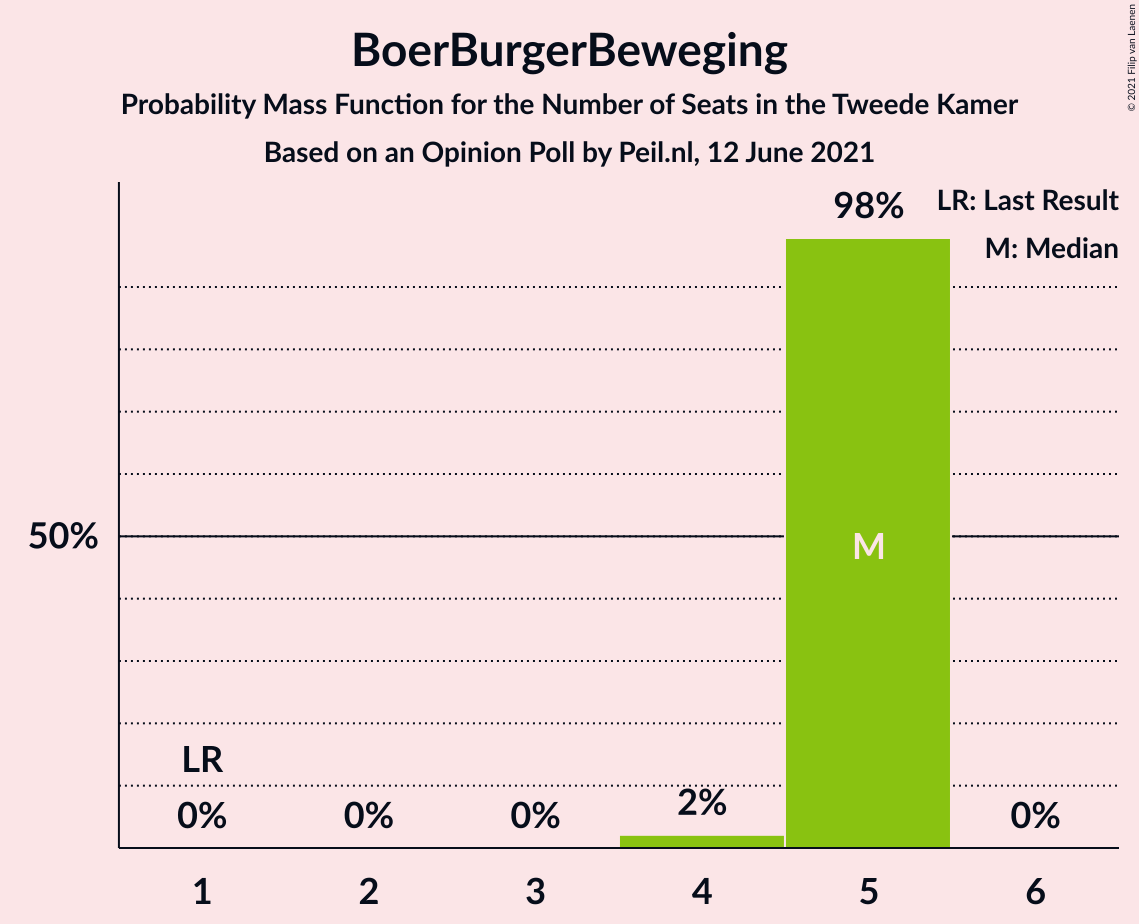 BoerBurgerBeweging
Probability Mass Function for the Number of Seats in the Tweede Kamer
Based on an Opinion Poll by Peil.nl, 12 June 2021
© 2021 Filip van Laenen
98%
LR: Last Result
M: Median
50%
M
LR
0%
0%
0%
2%
0%
1
2
3
4
5
6